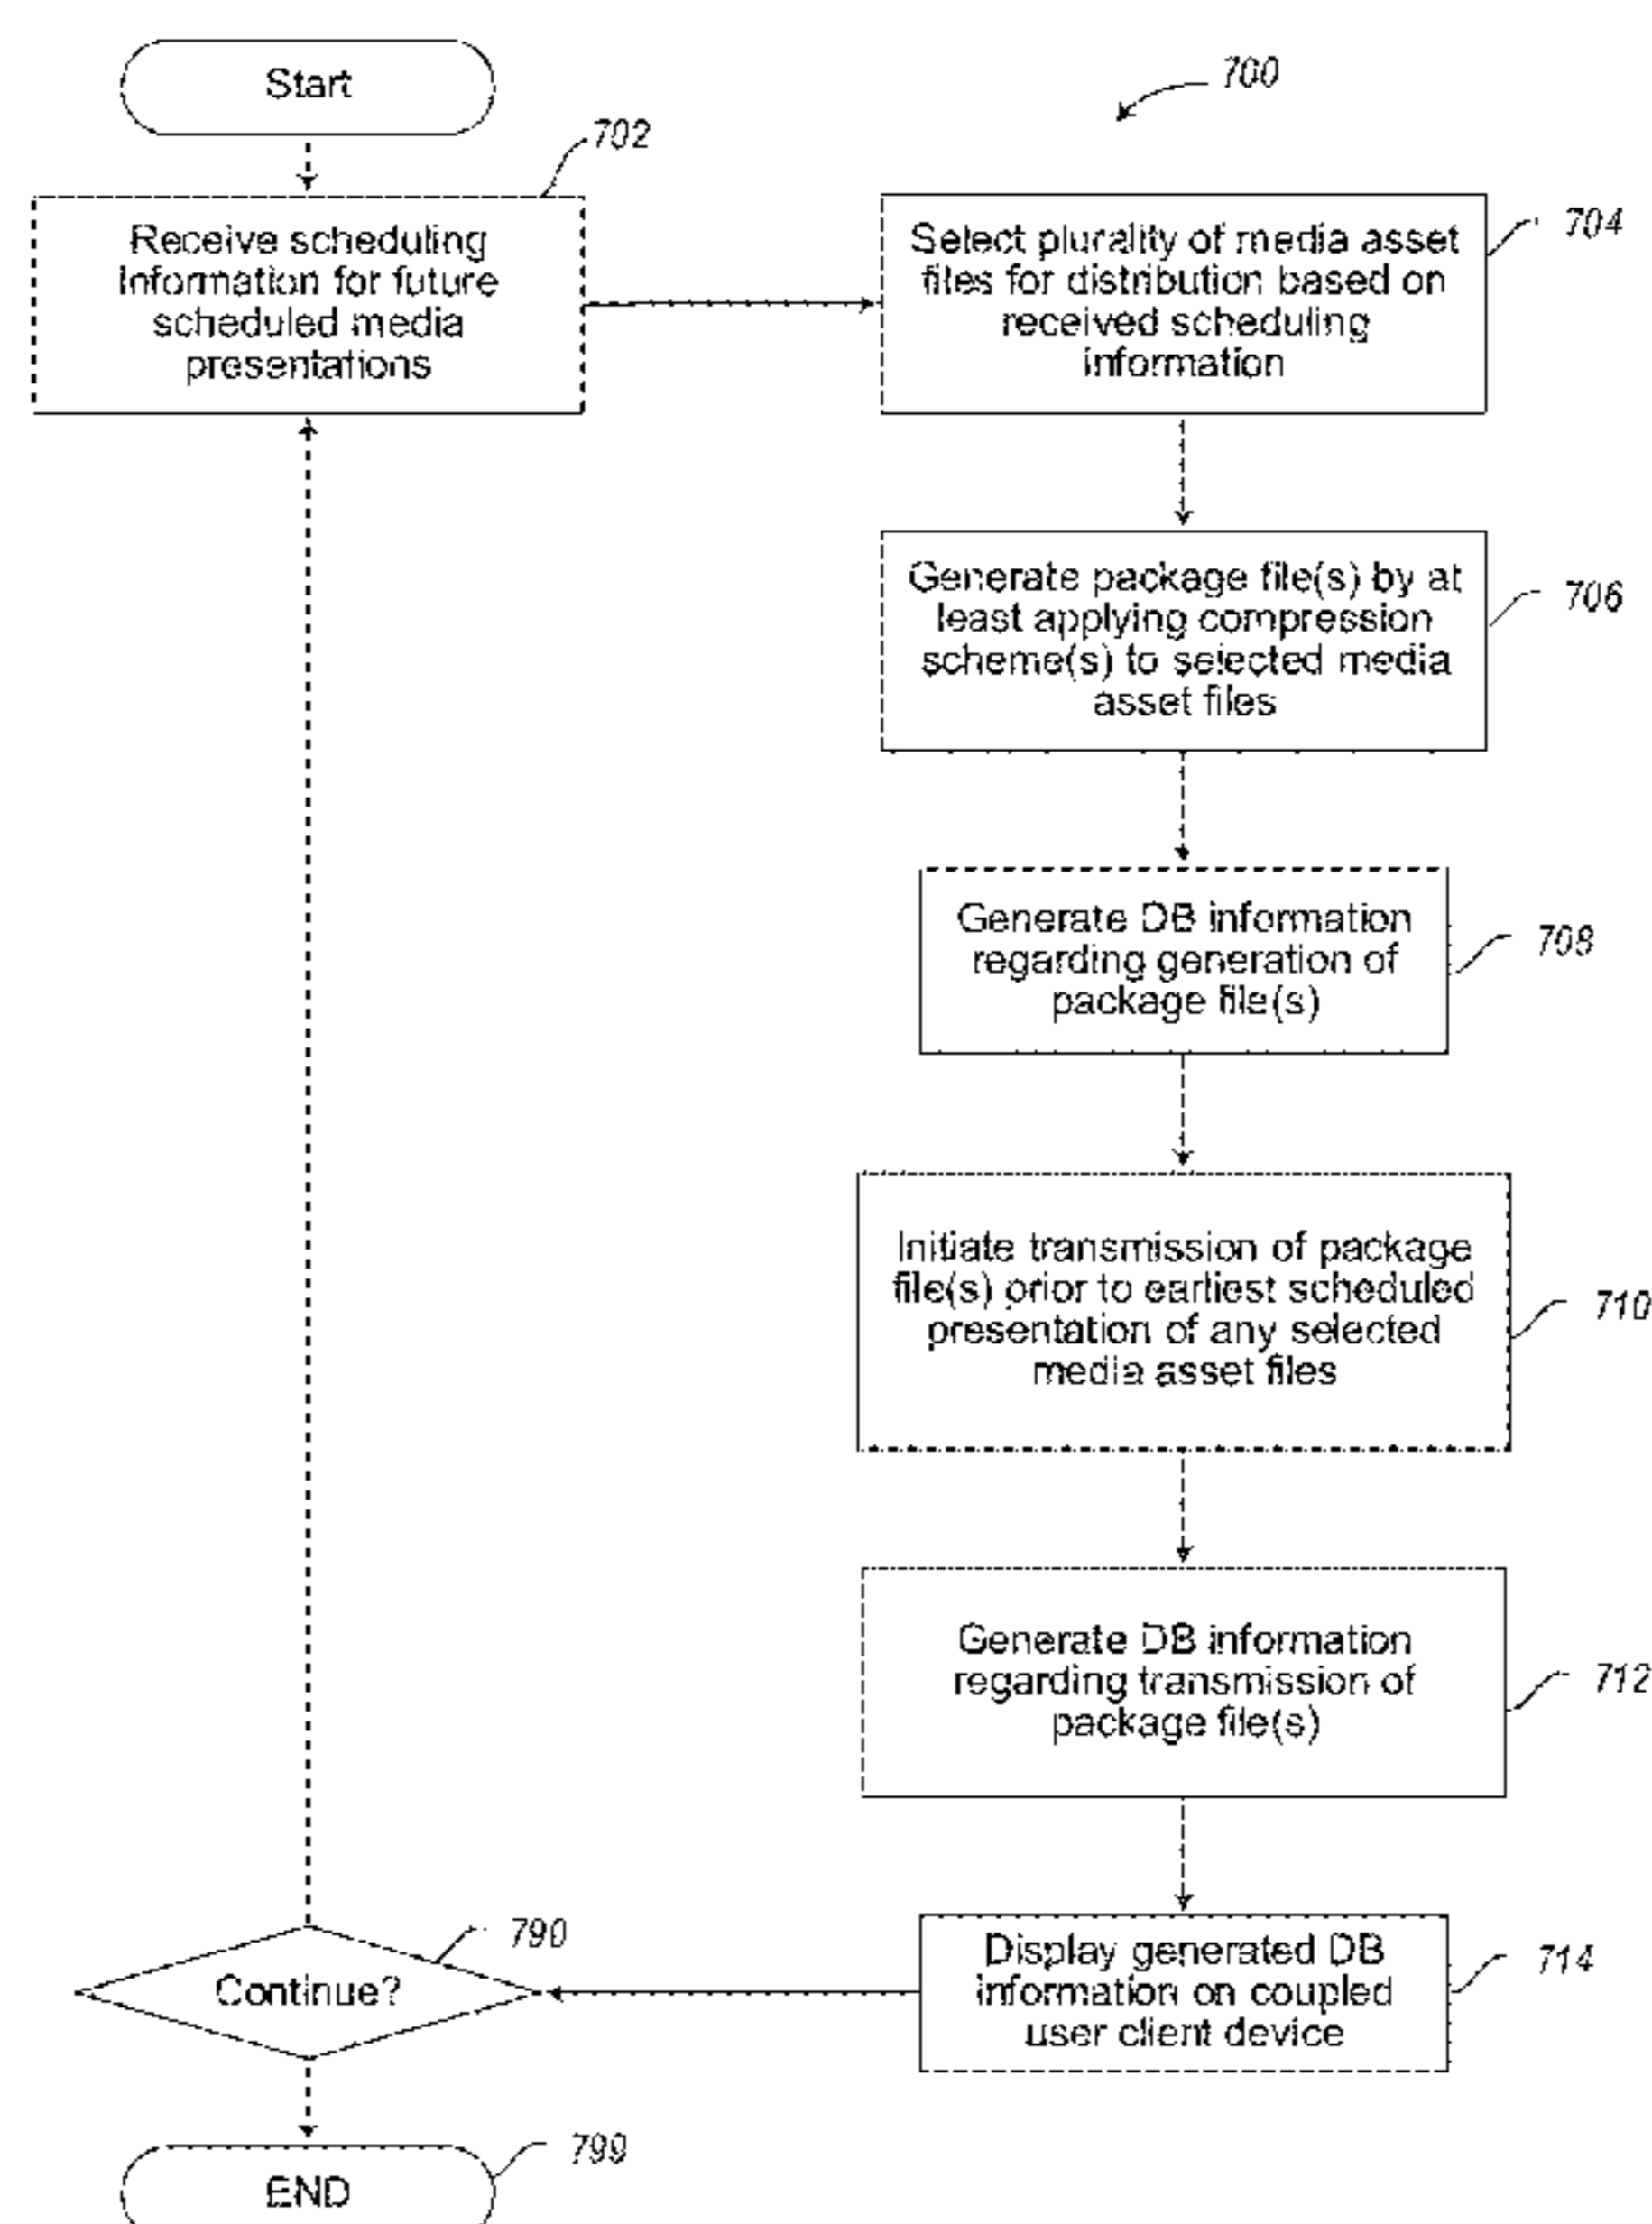 Start
700
702
Receive scheduling
information for future
scheduled media
presentations
704
Select plurality of media asset
files for distribution based on
received scheduling
information
706
Generate package file(s) by at
least applying compression
scheme(s) to selected media
asset files
708
Generate DB information
regarding generation of
package file(s)
710
Initiate transmission of package
file(s) prior to earliest scheduled
presentation of any selected
media asset files
712
Generate DB information
regarding transmission of
package file(s)
714
Display generated DB
information on coupled
user client device
790
Continue?
799
END